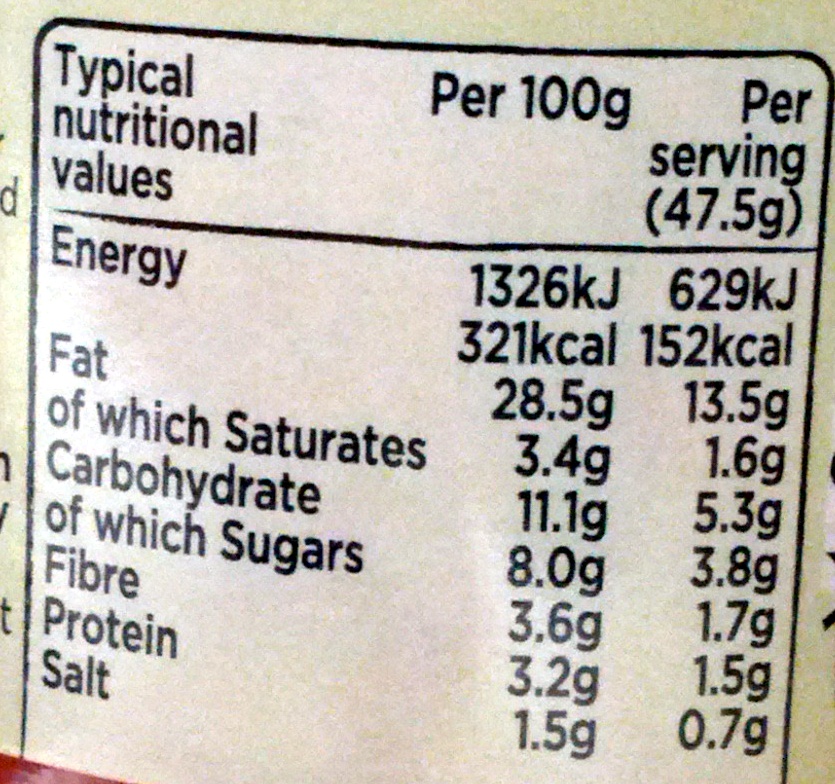 Typical Per 100g Per
nutritional serving
values (47.5g)
Energy 1326kJ 629kJ
321kcal 152kcal
Fat 28.5g 13.5g
of which Saturates 3.4g 1.6g
Carbohydrate 11.1g 5.3g
of which Sugars 8.0g 3.8g
Fibre 3.6g 1.7g
Protein 3.2g 1.5g
Salt 1.5g 0.7g